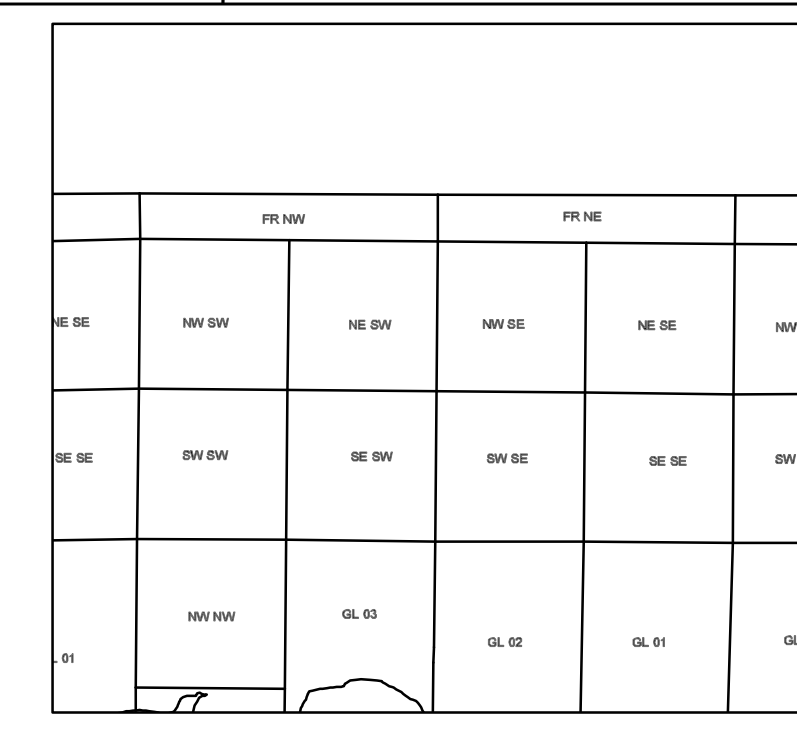 FR NW
FR NE
NE SE
NW SW
NE SW
NW SE
NE SE
NW
SE SE
SW SW
SE SW
SW SE
SE SE
SW
NW NW
GL 03
GL 02
GL 01
GL
01